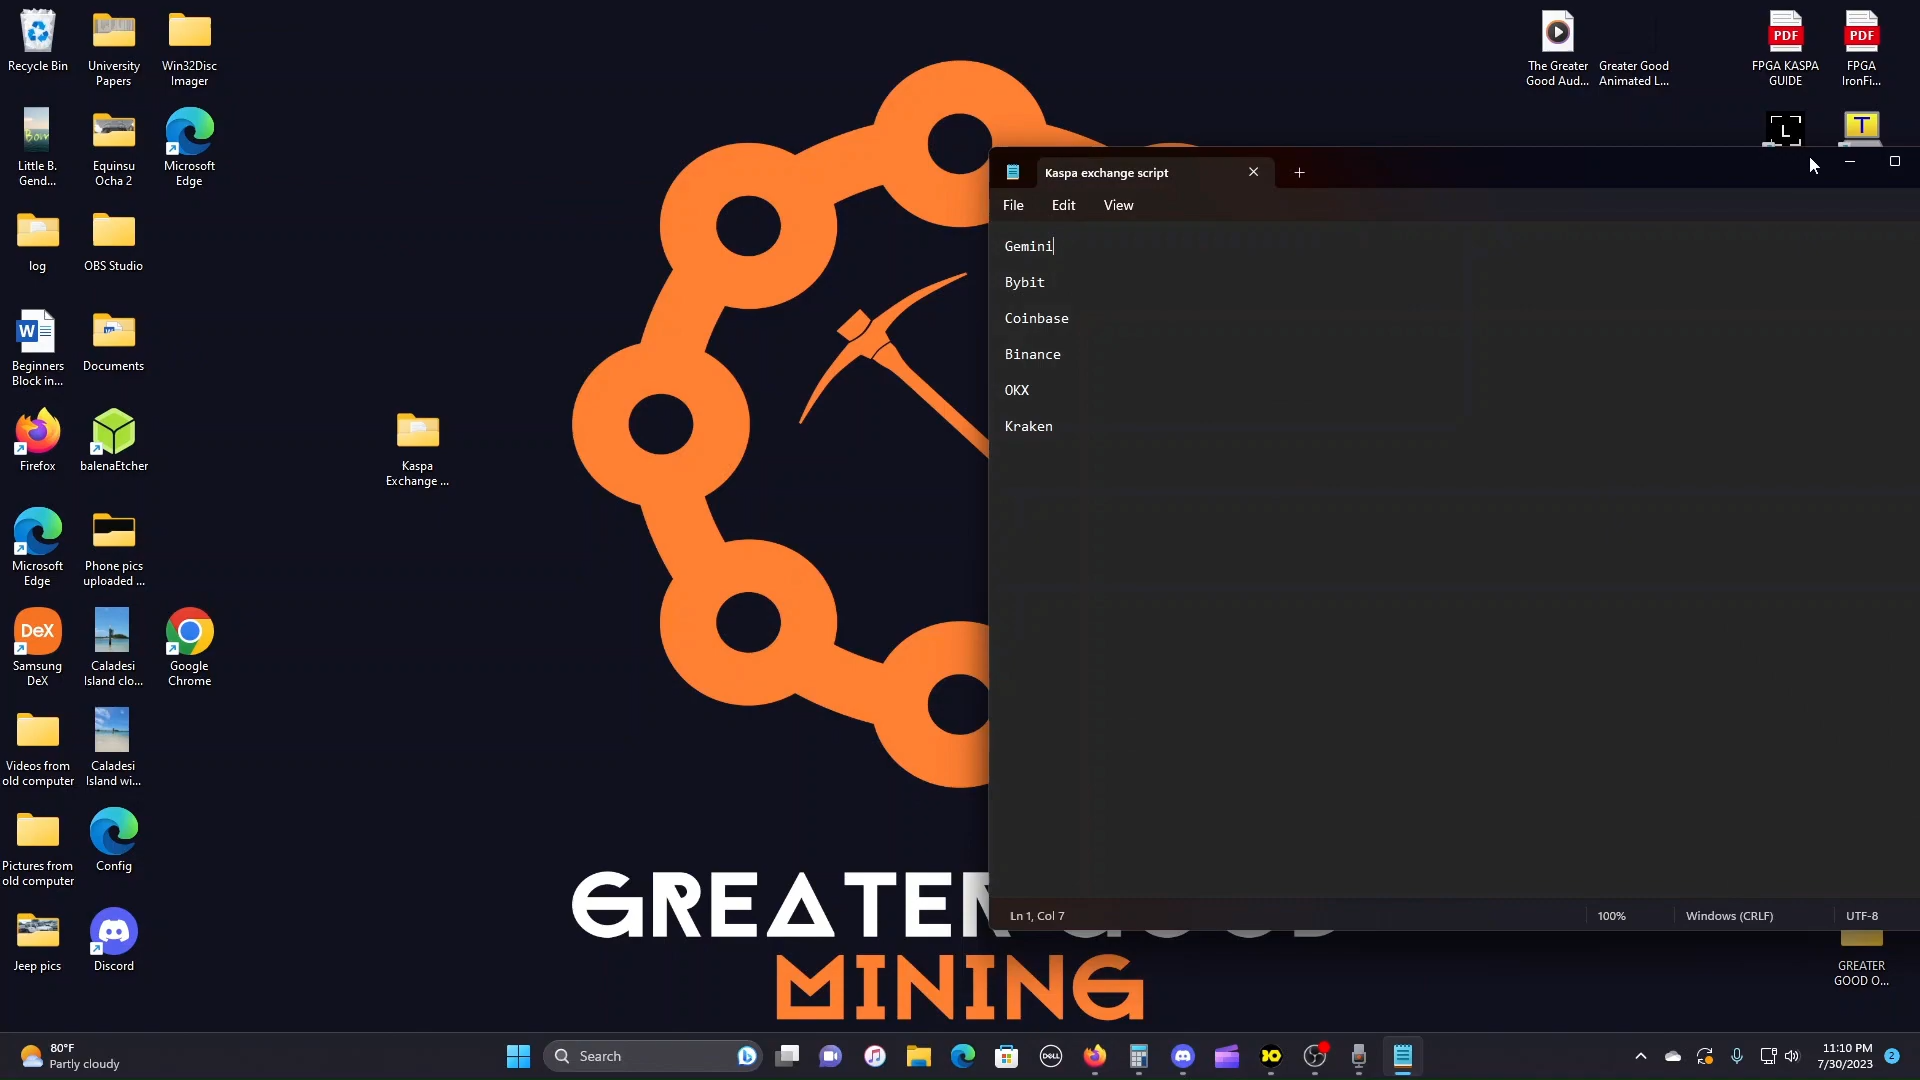 Recycle Bin
University
Papers
Win32Disc
Imager
Little B.
Gend...
Equinsu
Ocha 2
Microsoft
Edge
log
OBS Studio
W
Beginners
Block in...
Documents
Firefox
balenaEtcher
Microsoft
Edge
Phone pics
uploaded ...
DeX
Samsung
DeX
Caladesi
Island clo...
Google
Chrome
Videos from
old computer
Caladesi
Island wi...
Pictures from
old computer
Config
Jeep pics
Discord
Kaspa
Exchange ...
The Greater
Good Aud...
Greater Good
Animated L...
PDF
FPGA KASPA
GUIDE
PDF
FPGA
IronFi...
L
T
Kaspa exchange script
File Edit View
Gemini
Bybit
Coinbase
Binance
OKX
Kraken
Ln 1, Col 7
100%
Windows (CRLF)
UTF-8
GREATER
MINING
GREATER
GOOD O...
80°F
Partly cloudy
Search
DELL
11:10 PM
7/30/2023
2